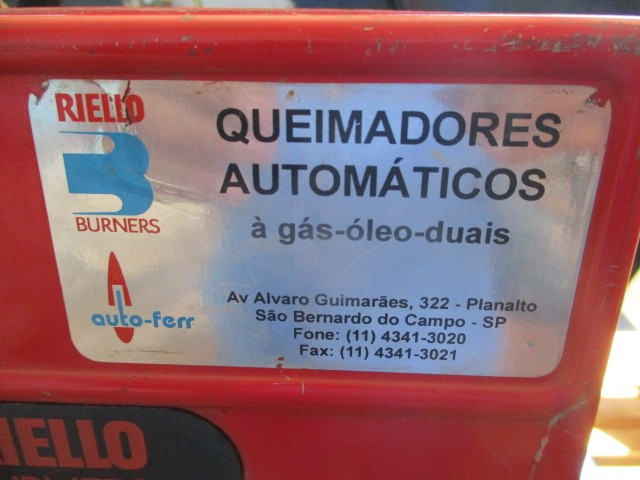 RIELLO
BURNERS
auto-ferr
QUEIMADORES
AUTOMÁTICOS
à gás-óleo-duais
Av Alvaro Guimarães, 322 - Planalto
São Bernardo do Campo - SP
Fone: (11) 4341-3020
Fax: (11) 4341-3021
RIELLO